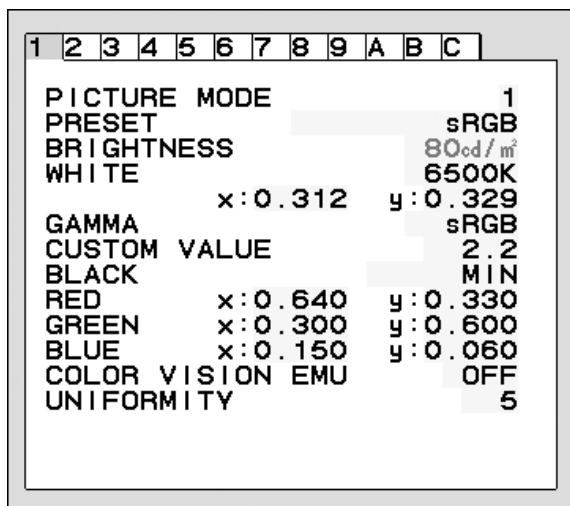 1 2 3 4 5 6 7 8 9 A B C
PICTURE MODE 1
PRESET sRGB
BRIGHTNESS 80cd/㎡
WHITE 6500K
x:0.312 y:0.329
GAMMA sRGB
CUSTOM VALUE 2.2
BLACK MIN
RED x:0.640 y:0.330
GREEN x:0.300 y:0.600
BLUE x:0.150 y:0.060
COLOR VISION EMU OFF
UNIFORMITY 5